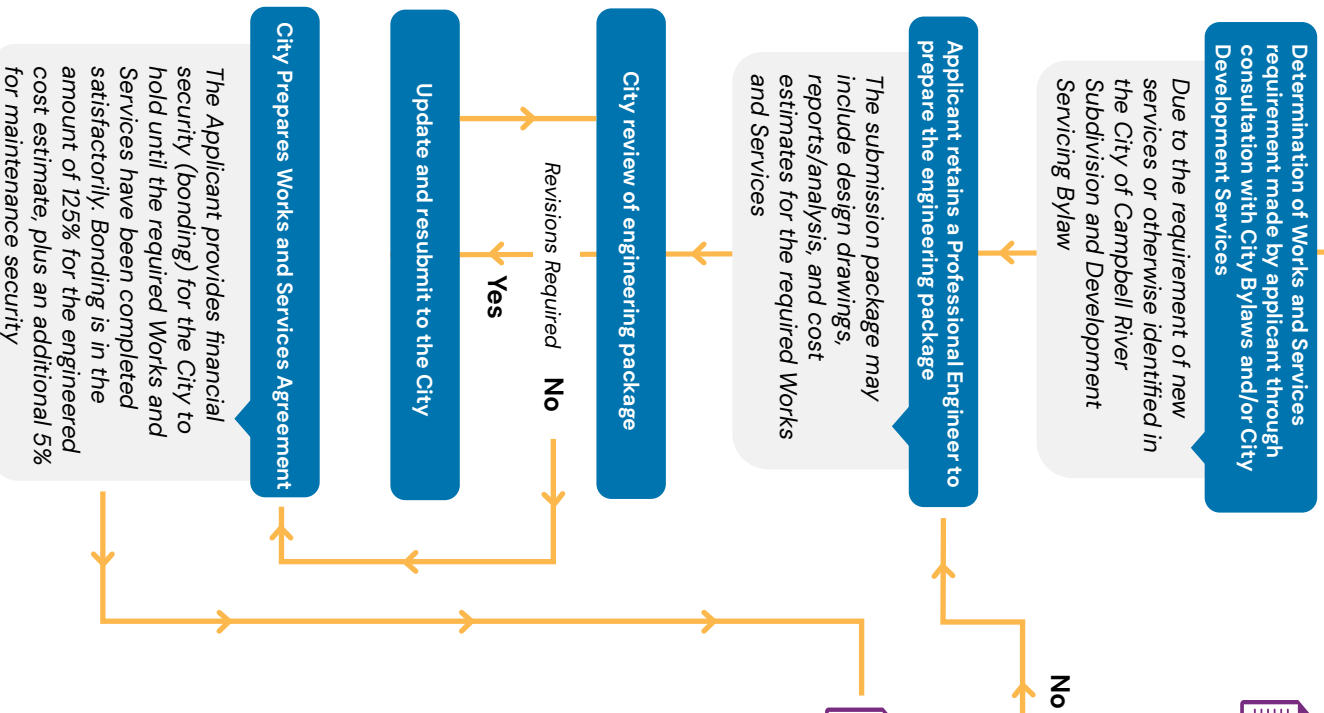 Determination of Works and Services
requirement made by applicant through
consultation with City Bylaws and/or City
Development Services
Due to the requirement of new
services or otherwise identified in
the City of Campbell River
Subdivision and Development
Servicing Bylaw
Applicant retains a Professional Engineer to
prepare the engineering package
The submission package may
include design drawings,
reports/analysis, and cost
estimates for the required Works
and Services
City review of engineering package
Revisions Required
No
Yes
Update and resubmit to the City
City Prepares Works and Services Agreement
The Applicant provides financial
security (bonding) for the City to
hold until the required Works and
Services have been completed
satisfactorily. Bonding is in the
amount of 125% for the engineered
cost estimate, plus an additional 5%
for maintenance security
No